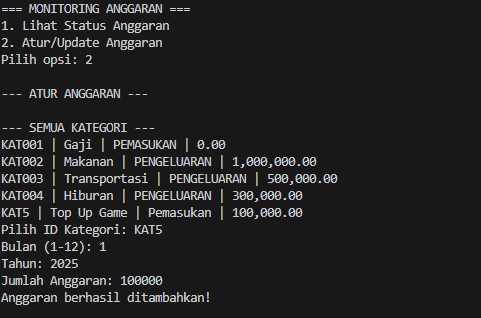 === MONITORING ANGGARAN ===
1. Lihat Status Anggaran
2. Atur/Update Anggaran
Pilih opsi: 2
--- ATUR ANGGARAN ---
--- SEMUA KATEGORI ---
KAT001 | Gaji | PEMASUKAN | 0.00
KAT002 | Makanan | PENGELUARAN | 1,000,000.00
KAT003 | Transportasi | PENGELUARAN | 500,000.00
KAT004 | Hiburan | PENGELUARAN | 300,000.00
KAT5 | Top Up Game | Pemasukan | 100,000.00
Pilih ID Kategori: KAT5
Bulan (1-12): 1
Tahun: 2025
Jumlah Anggaran: 100000
Anggaran berhasil ditambahkan!